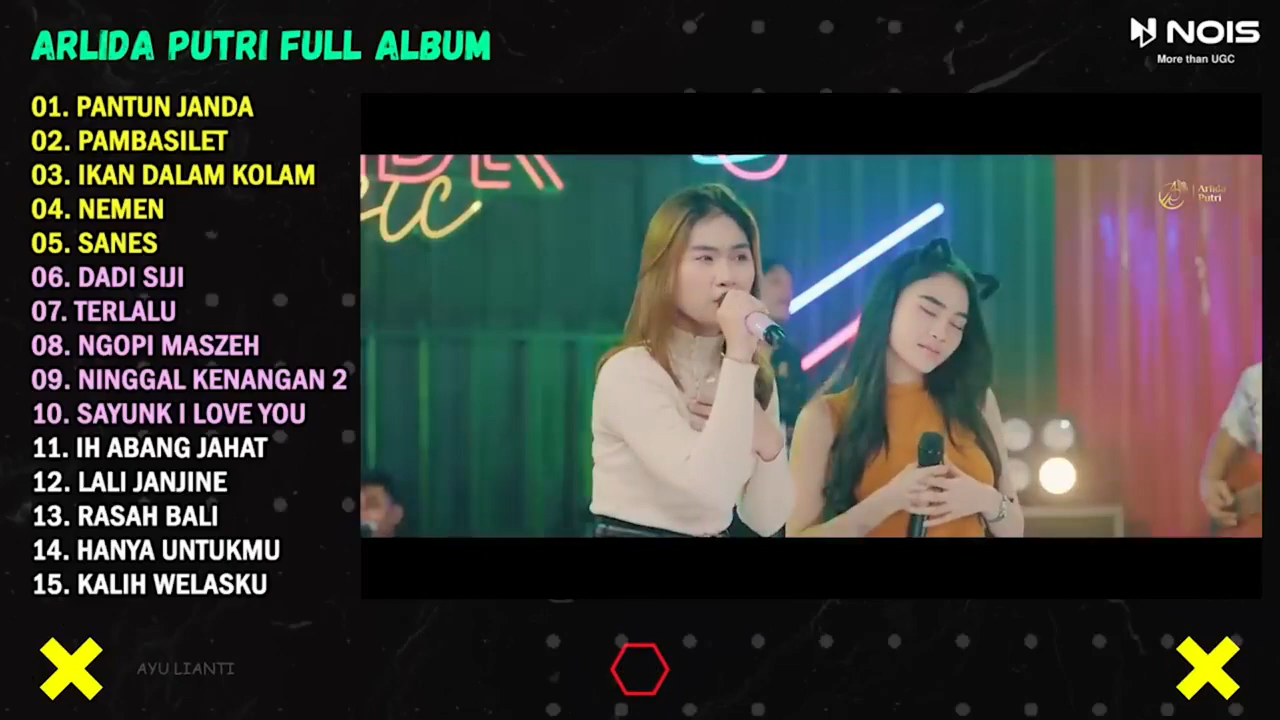 ARLIDA PUTRI FULL ALBUM
NOIS
More than UGC
01. PANTUN JANDA
02. PAMBASILET
03. IKAN DALAM KOLAM
04. NEMEN
05. SANES
06. DADI SIJI
07. TERLALU
08. NGOPI MASZEH
09. NINGGAL KENANGAN 2
10. SAYUNK I LOVE YOU
11. IH ABANG JAHAT
12. LALI JANJINE
13. RASAH BALI
14. HANYA UNTUKMU
15. KALIH WELASKU
Arlida
Putri
AYU LIANTI